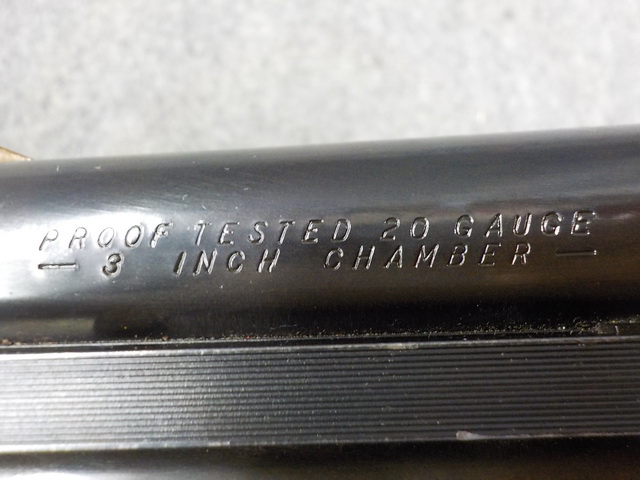 PROOF TESTED 20 GAUGE
— 3 INCH CHAMBER —